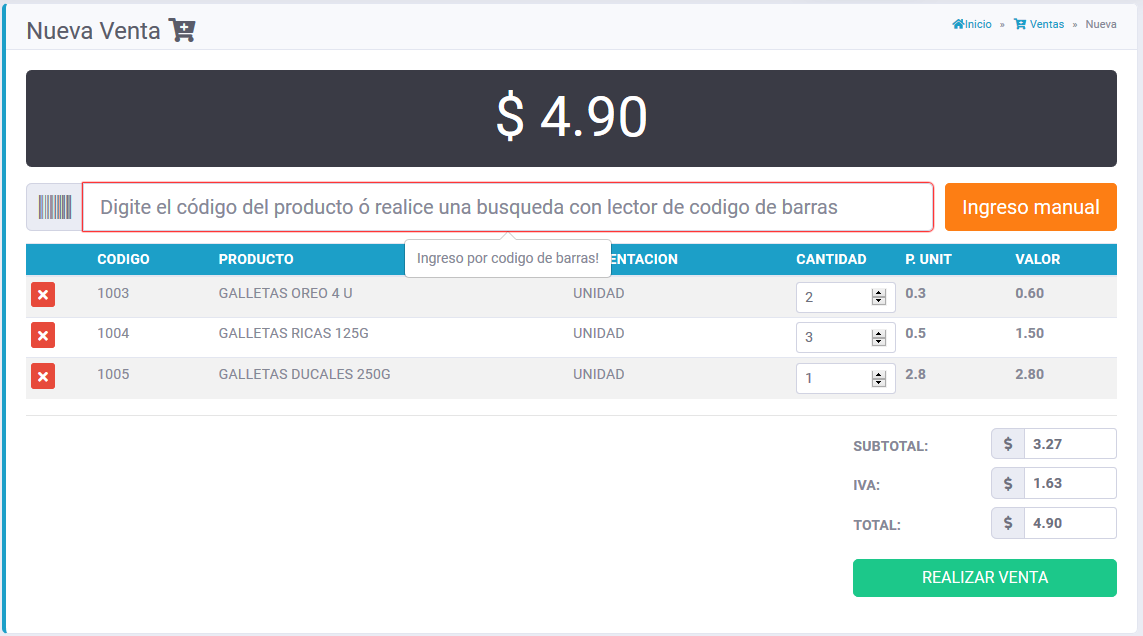 Nueva Venta
Inicio » Ventas » Nueva
$ 4.90
Digite el código del producto ó realice una busqueda con lector de codigo de barras
Ingreso manual
Ingreso por codigo de barras!
CODIGO PRODUCTO ENTACION CANTIDAD P. UNIT VALOR
1003 GALLETAS OREO 4 U UNIDAD 2 0.3 0.60
1004 GALLETAS RICAS 125G UNIDAD 3 0.5 1.50
1005 GALLETAS DUCALES 250G UNIDAD 1 2.8 2.80
SUBTOTAL: $ 3.27
IVA: $ 1.63
TOTAL: $ 4.90
REALIZAR VENTA